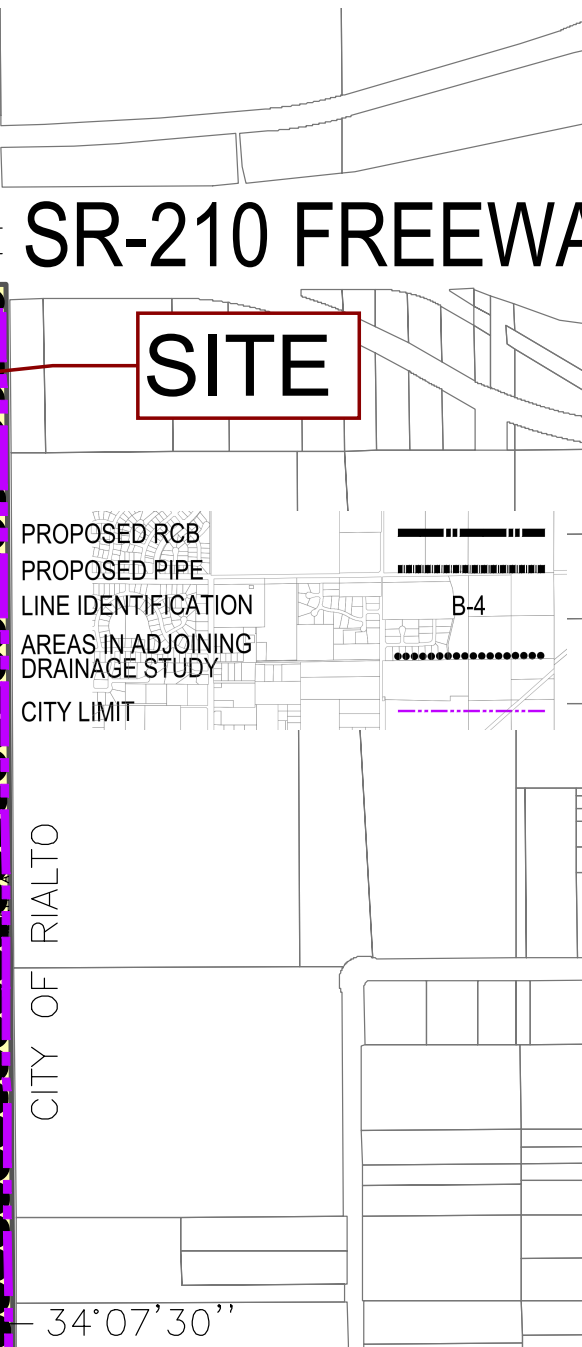 SR-210 FREEWA
SITE
PROPOSED RCB
PROPOSED PIPE
LINE IDENTIFICATION B-4
AREAS IN ADJOINING
DRAINAGE STUDY
CITY LIMIT
CITY OF RIALTO
34°07'30''